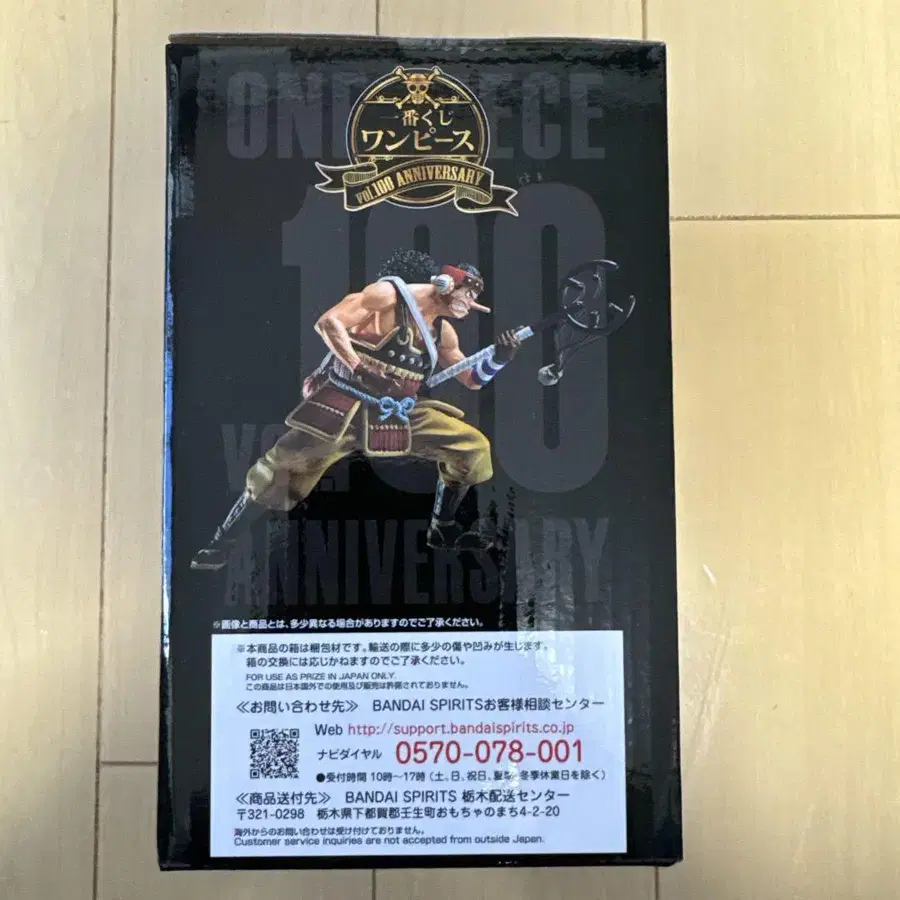 ONE PIECE
一番くじ
ワンピース
vol.100 ANNIVERSARY
100
VOL.
ANNIVERSARY
※画像と商品とは、多少異なる場合がありますのでご了承ください。
※本商品の箱は梱包材です。輸送の際に多少の傷や凹みが生じます。
箱の交換には応じかねますのでご了承ください。
FOR USE AS PRIZE IN JAPAN ONLY.
この商品は日本国外での使用及び販売は許諾されておりません。
≪お問い合わせ先≫ BANDAI SPIRITSお客様相談センター
Web http://support.bandaispirits.co.jp
ナビダイヤル 0570-078-001
●受付時間 10時～17時（土、日、祝日、夏季・冬季休業日を除く）
≪商品送付先≫ BANDAI SPIRITS 栃木配送センター
〒321-0298 栃木県下都賀郡壬生町おもちゃのまち4-2-20
海外からのお問い合わせは受け付けておりません。
Customer service inquiries are not accepted from outside Japan.